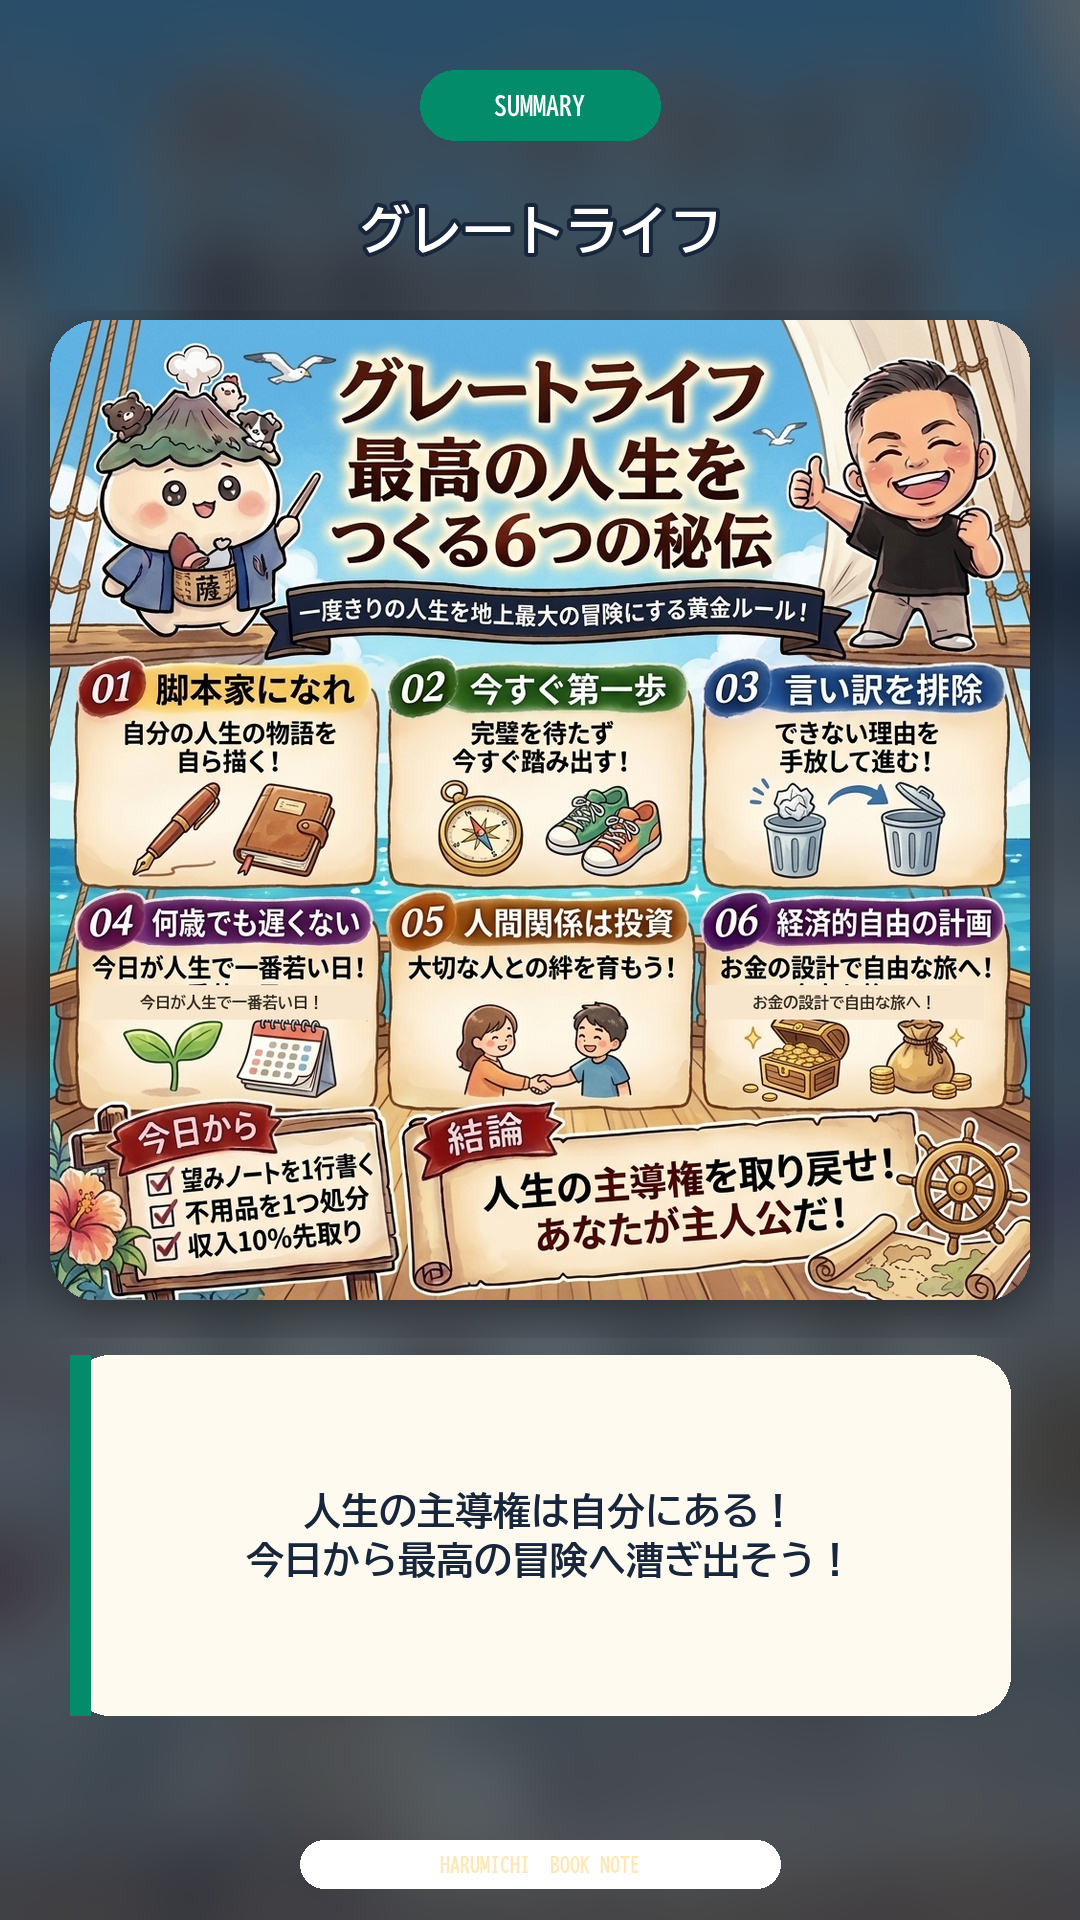 SUMMARY
グレートライフ
グレートライフ
最高の人生を
つくる6つの秘伝
薩
一度きりの人生を地上最大の冒険にする黄金ルール！
01 脚本家になれ
自分の人生の物語を
自ら描く！
02 今すぐ第一歩
完璧を待たず
今すぐ踏み出す！
03 言い訳を排除
できない理由を
手放して進む！
04 何歳でも遅くない
今日が人生で一番若い日！
今日が人生で一番若い日！
05 人間関係は投資
大切な人との絆を育もう！
06 経済的自由の計画
お金の設計で自由な旅へ！
お金の設計で自由な旅へ！
今日から
望みノートを1行書く
不用品を1つ処分
収入10%先取り
結論
人生の主導権を取り戻せ！
あなたが主人公だ！
人生の主導権は自分にある！
今日から最高の冒険へ漕ぎ出そう！
HARUMICHI BOOK NOTE